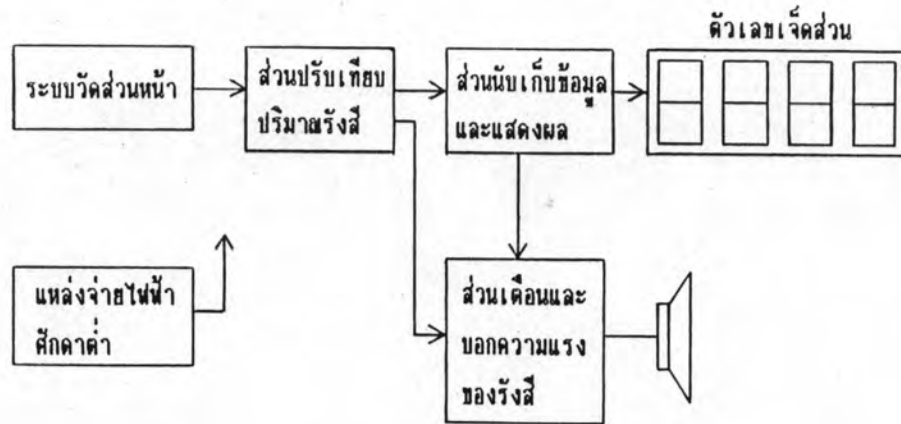 ตัวเลขเจ็ดส่วน
ระบบวัดส่วนหน้า
ส่วนปรับเทียบ
ปริมาณรังสี
ส่วนนับเก็บข้อมูล
และแสดงผล
แหล่งจ่ายไฟฟ้า
ศักดาต่ำ
ส่วนเตือนและ
บอกความแรง
ของรังสี